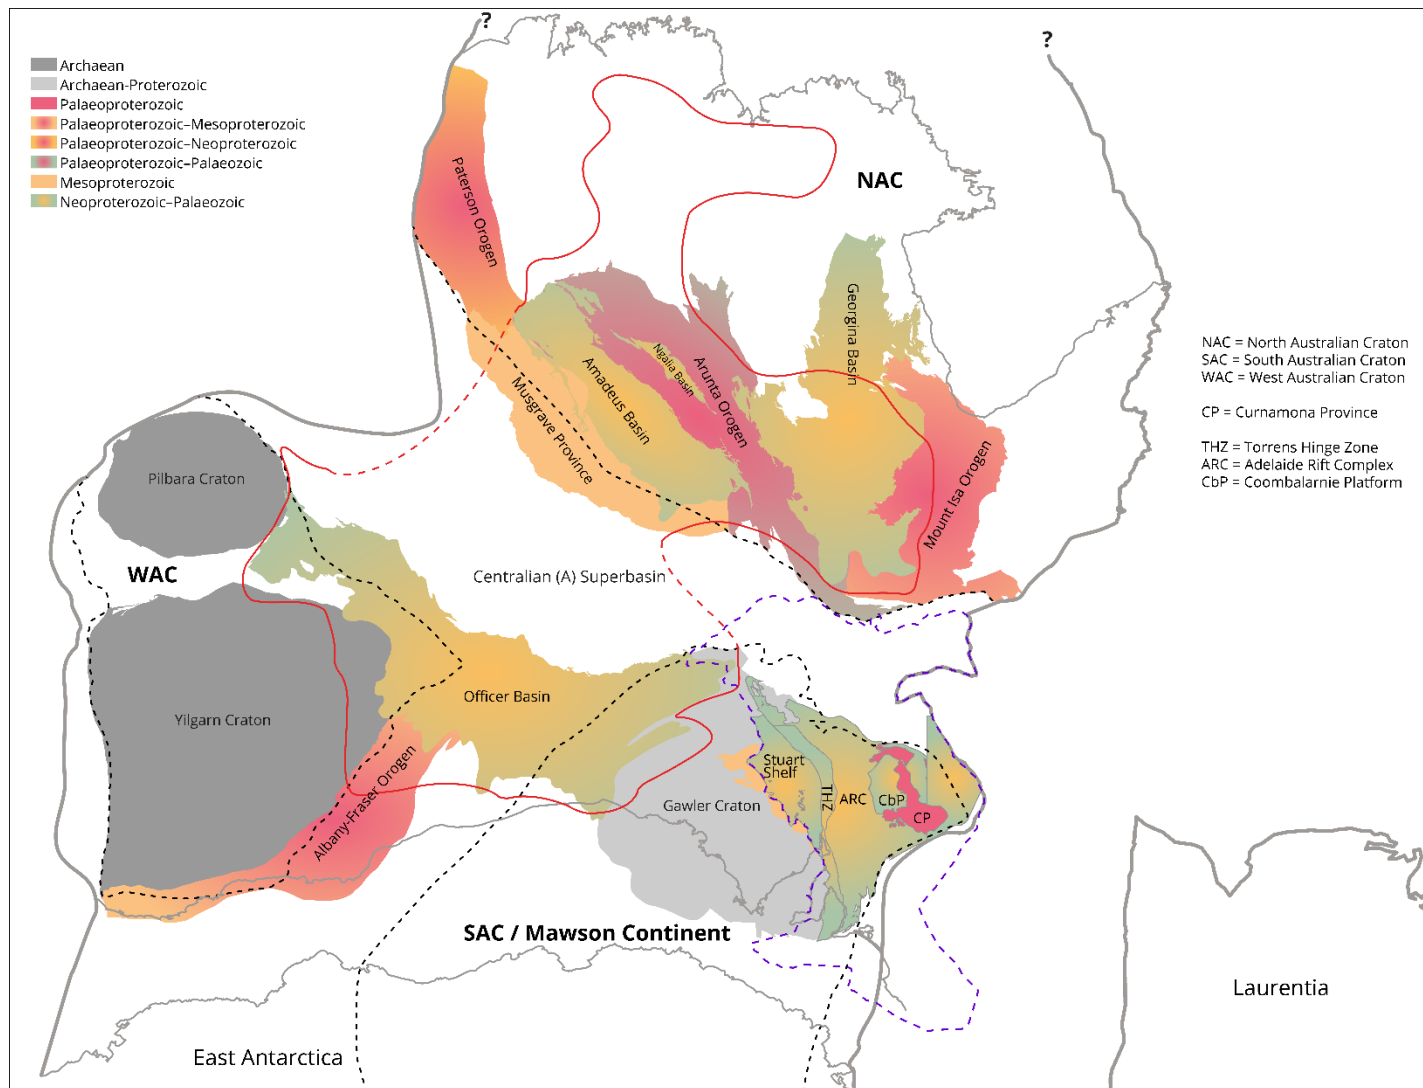 ?
?
Archaean
Archaean-Proterozoic
Palaeoproterozoic
Palaeoproterozoic–Mesoproterozoic
Palaeoproterozoic–Neoproterozoic
Palaeoproterozoic–Palaeozoic
Mesoproterozoic
Neoproterozoic–Palaeozoic
NAC
Paterson Orogen
Georgina Basin
Ngalia Basin
Arunta Orogen
Amadeus Basin
Musgrave Province
Mount Isa Orogen
NAC = North Australian Craton
SAC = South Australian Craton
WAC = West Australian Craton
CP = Curnamona Province
THZ = Torrens Hinge Zone
ARC = Adelaide Rift Complex
CbP = Coombalarnie Platform
Pilbara Craton
WAC
Centralian (A) Superbasin
Officer Basin
Yilgarn Craton
Albany-Fraser Orogen
Stuart
Shelf
THZ
ARC
CbP
CP
Gawler Craton
SAC / Mawson Continent
Laurentia
East Antarctica